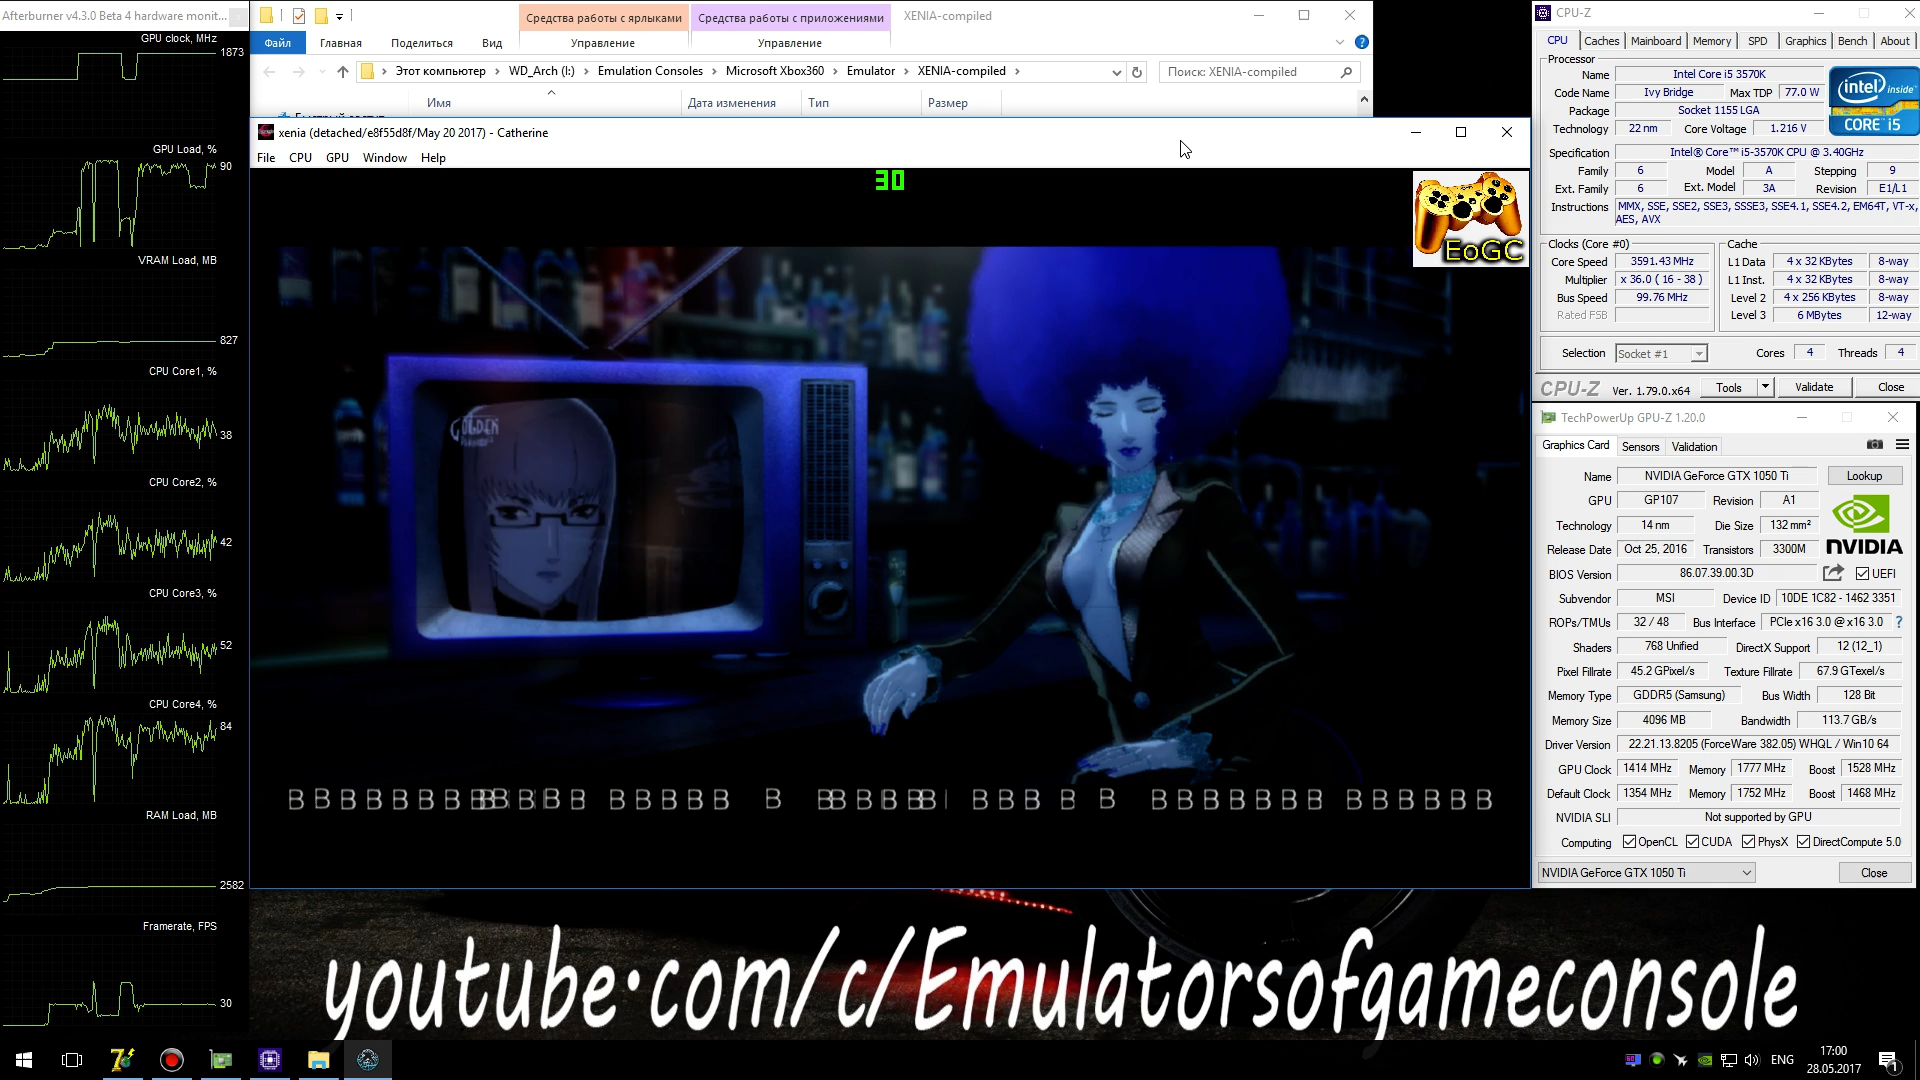 Afterburner v4.3.0 Beta 4 hardware monit...
GPU clock, MHz
1873
GPU Load, %
90
VRAM Load, MB
827
CPU Core1, %
38
CPU Core2, %
42
CPU Core3, %
52
CPU Core4, %
84
RAM Load, MB
2582
Framerate, FPS
30
Средства работы с ярлыками
Средства работы с приложениями
XENIA-compiled
Файл
Главная
Поделиться
Вид
Управление
Управление
Этот компьютер
WD_Arch (I:)
Emulation Consoles
Microsoft Xbox360
Emulator
XENIA-compiled
Поиск: XENIA-compiled
Имя
Дата изменения
Тип
Размер
xenia (detached/e8f55d8f/May 20 2017) - Catherine
File CPU GPU Window Help
30
EoGC
GOLDEN
CPU-Z
CPU Caches Mainboard Memory SPD Graphics Bench About
Processor
Name Intel Core i5 3570K
Code Name Ivy Bridge Max TDP 77.0 W
Package Socket 1155 LGA
Technology 22 nm Core Voltage 1.216 V
intel inside™
CORE i5
Specification Intel® Core™ i5-3570K CPU @ 3.40GHz
Family 6 Model A Stepping 9
Ext. Family 6 Ext. Model 3A Revision E1/L1
Instructions MMX, SSE, SSE2, SSE3, SSSE3, SSE4.1, SSE4.2, EM64T, VT-x,
AES, AVX
Clocks (Core #0)
Core Speed 3591.43 MHz
Multiplier x 36.0 ( 16 - 38 )
Bus Speed 99.76 MHz
Rated FSB
Cache
L1 Data 4 x 32 KBytes 8-way
L1 Inst. 4 x 32 KBytes 8-way
Level 2 4 x 256 KBytes 8-way
Level 3 6 MBytes 12-way
Selection Socket #1 Cores 4 Threads 4
CPU-Z Ver. 1.79.0.x64 Tools Validate Close
TechPowerUp GPU-Z 1.20.0
Graphics Card Sensors Validation
Name NVIDIA GeForce GTX 1050 Ti Lookup
GPU GP107 Revision A1
Technology 14 nm Die Size 132 mm²
Release Date Oct 25, 2016 Transistors 3300M
NVIDIA
BIOS Version 86.07.39.00.3D UEFI
Subvendor MSI Device ID 10DE 1C82 - 1462 3351
ROPs/TMUs 32 / 48 Bus Interface PCIe x16 3.0 @ x16 3.0 ?
Shaders 768 Unified DirectX Support 12 (12_1)
Pixel Fillrate 45.2 GPixel/s Texture Fillrate 67.9 GTexel/s
Memory Type GDDR5 (Samsung) Bus Width 128 Bit
Memory Size 4096 MB Bandwidth 113.7 GB/s
Driver Version 22.21.13.8205 (ForceWare 382.05) WHQL / Win10 64
GPU Clock 1414 MHz Memory 1777 MHz Boost 1528 MHz
Default Clock 1354 MHz Memory 1752 MHz Boost 1468 MHz
NVIDIA SLI Not supported by GPU
Computing OpenCL CUDA PhysX DirectCompute 5.0
NVIDIA GeForce GTX 1050 Ti Close
youtube.com/c/Emulatorsofgameconsole
ENG
17:00
28.05.2017
1